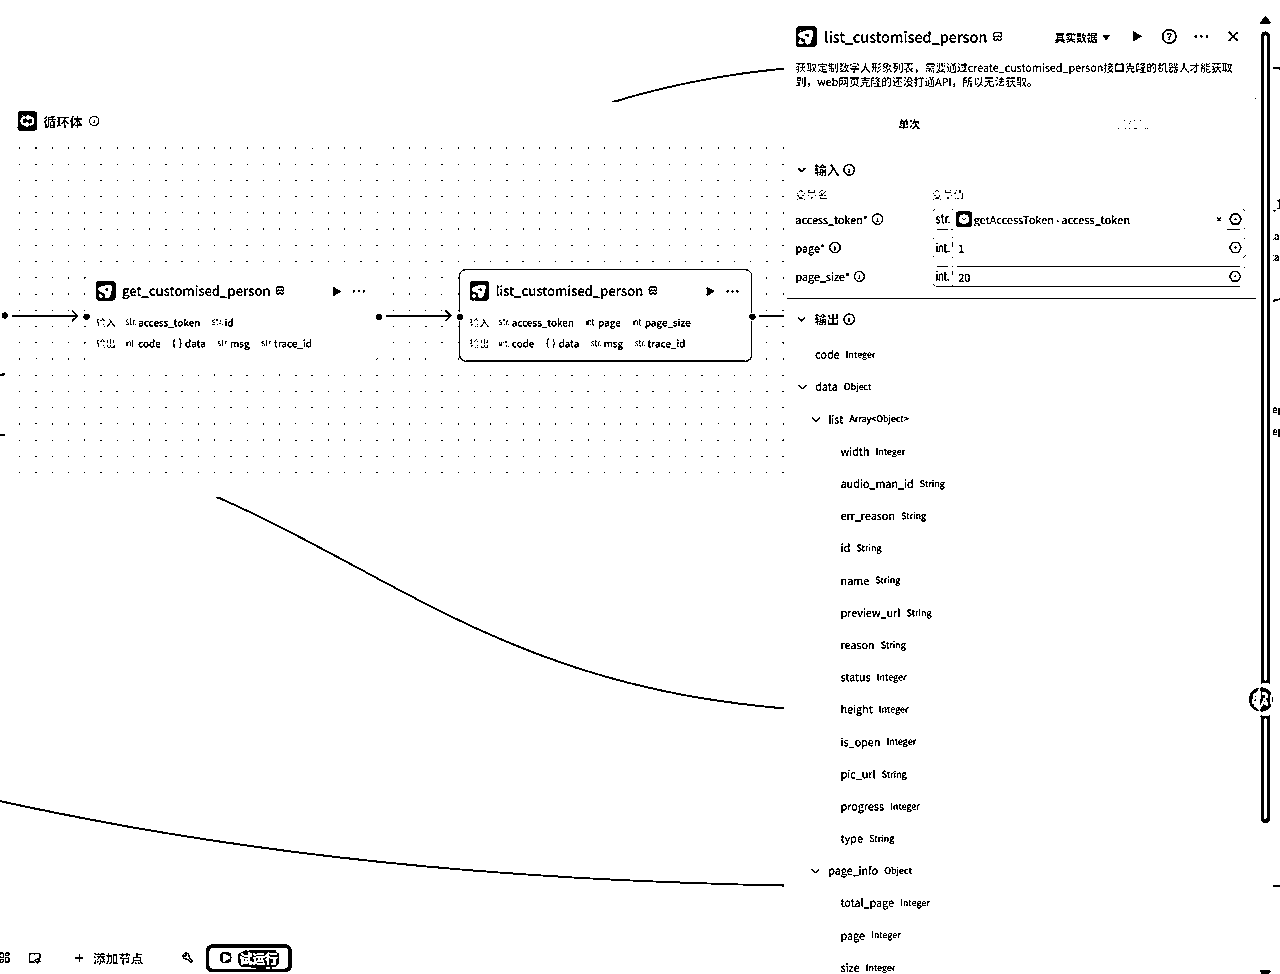 list_customised_person
真实数据
获取定制数字人形象列表，需要通过create_customised_person接口克隆的机器人才能获取
到，web网页克隆的还没打通API，所以无法获取。
单次
循环体
输入
变量名 变量值
access_token* str. getAccessToken - access_token
page* int. 1
page_size* int. 20
get_customised_person
输入 str. access_token str. id
输出 int. code {} data str. msg str. trace_id
list_customised_person
输入 str. access_token int. page int. page_size
输出 int. code {} data str. msg str. trace_id
输出
code Integer
data Object
list Array<Object>
width Integer
audio_man_id String
err_reason String
id String
name String
preview_url String
reason String
status Integer
height Integer
is_open Integer
pic_url String
progress Integer
type String
page_info Object
total_page Integer
page Integer
size Integer
+ 添加节点
试运行